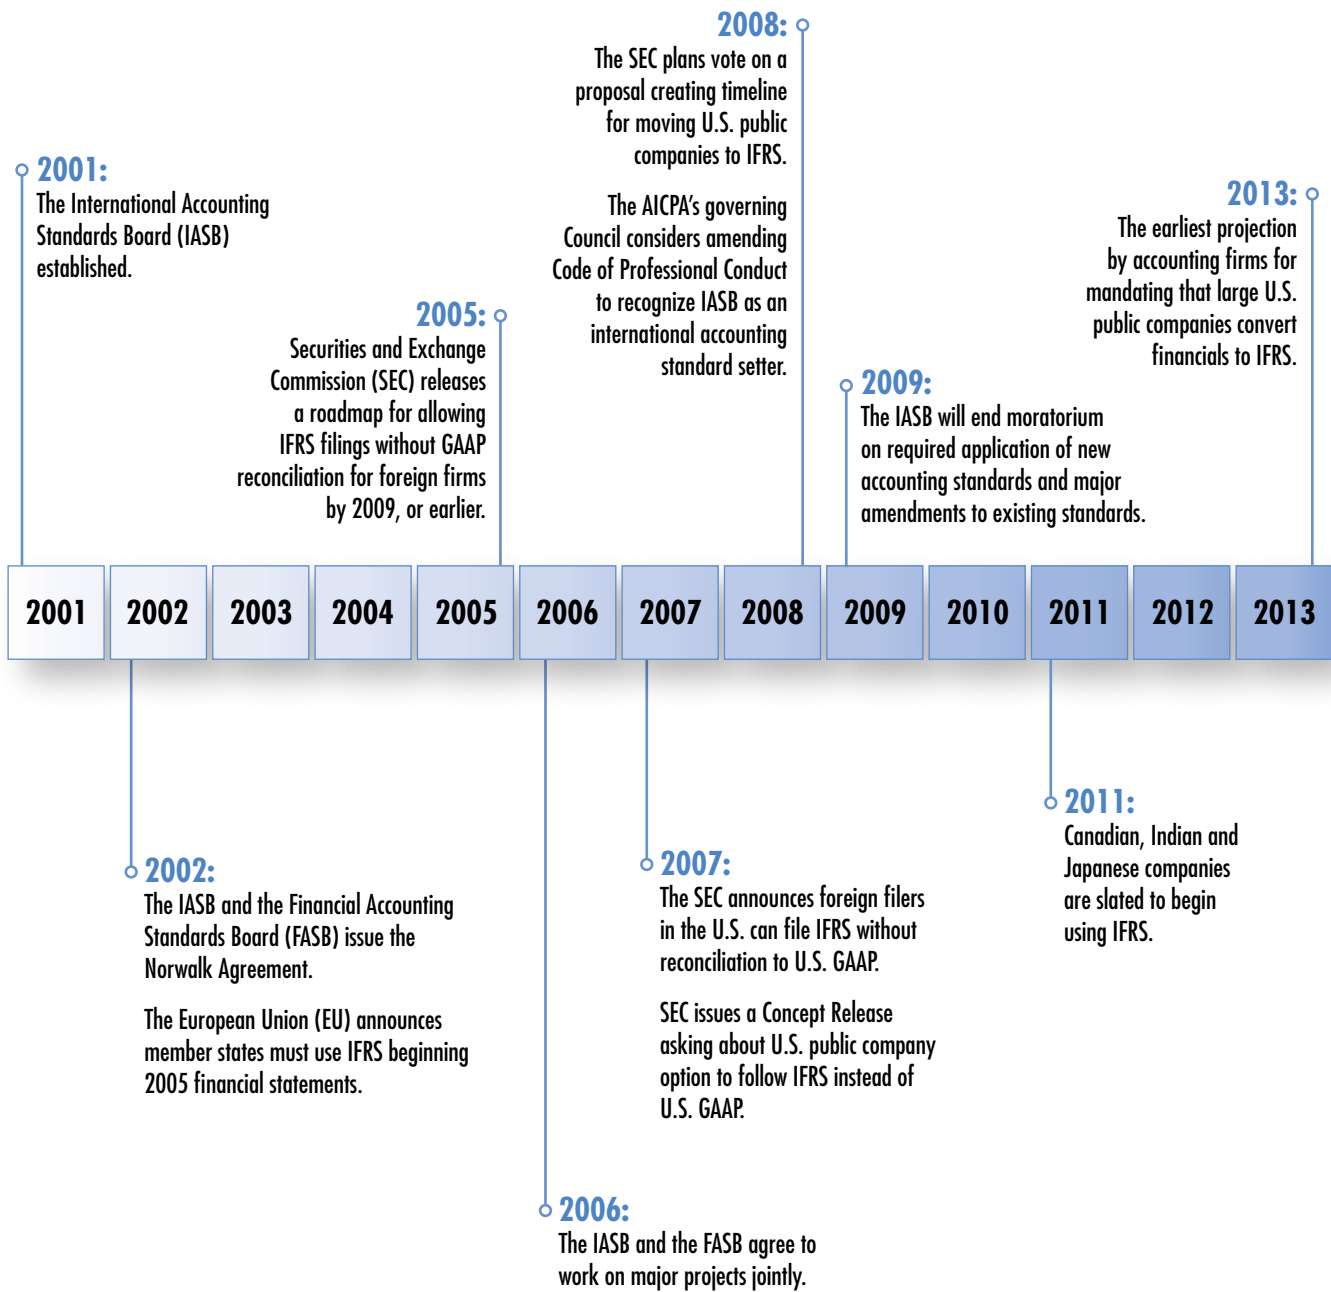 2008:
The SEC plans vote on a
proposal creating timeline
for moving U.S. public
companies to IFRS.
The AICPA's governing
Council considers amending
Code of Professional Conduct
to recognize IASB as an
international accounting
standard setter.
2001:
The International Accounting
Standards Board (IASB)
established.
2013:
The earliest projection
by accounting firms for
mandating that large U.S.
public companies convert
financials to IFRS.
2005:
Securities and Exchange
Commission (SEC) releases
a roadmap for allowing
IFRS filings without GAAP
reconciliation for foreign firms
by 2009, or earlier.
2009:
The IASB will end moratorium
on required application of new
accounting standards and major
amendments to existing standards.
2001 2002 2003 2004 2005 2006 2007 2008 2009 2010 2011 2012 2013
2011:
Canadian, Indian and
Japanese companies
are slated to begin
using IFRS.
2002:
The IASB and the Financial Accounting
Standards Board (FASB) issue the
Norwalk Agreement.
The European Union (EU) announces
member states must use IFRS beginning
2005 financial statements.
2007:
The SEC announces foreign filers
in the U.S. can file IFRS without
reconciliation to U.S. GAAP.
SEC issues a Concept Release
asking about U.S. public company
option to follow IFRS instead of
U.S. GAAP.
2006:
The IASB and the FASB agree to
work on major projects jointly.